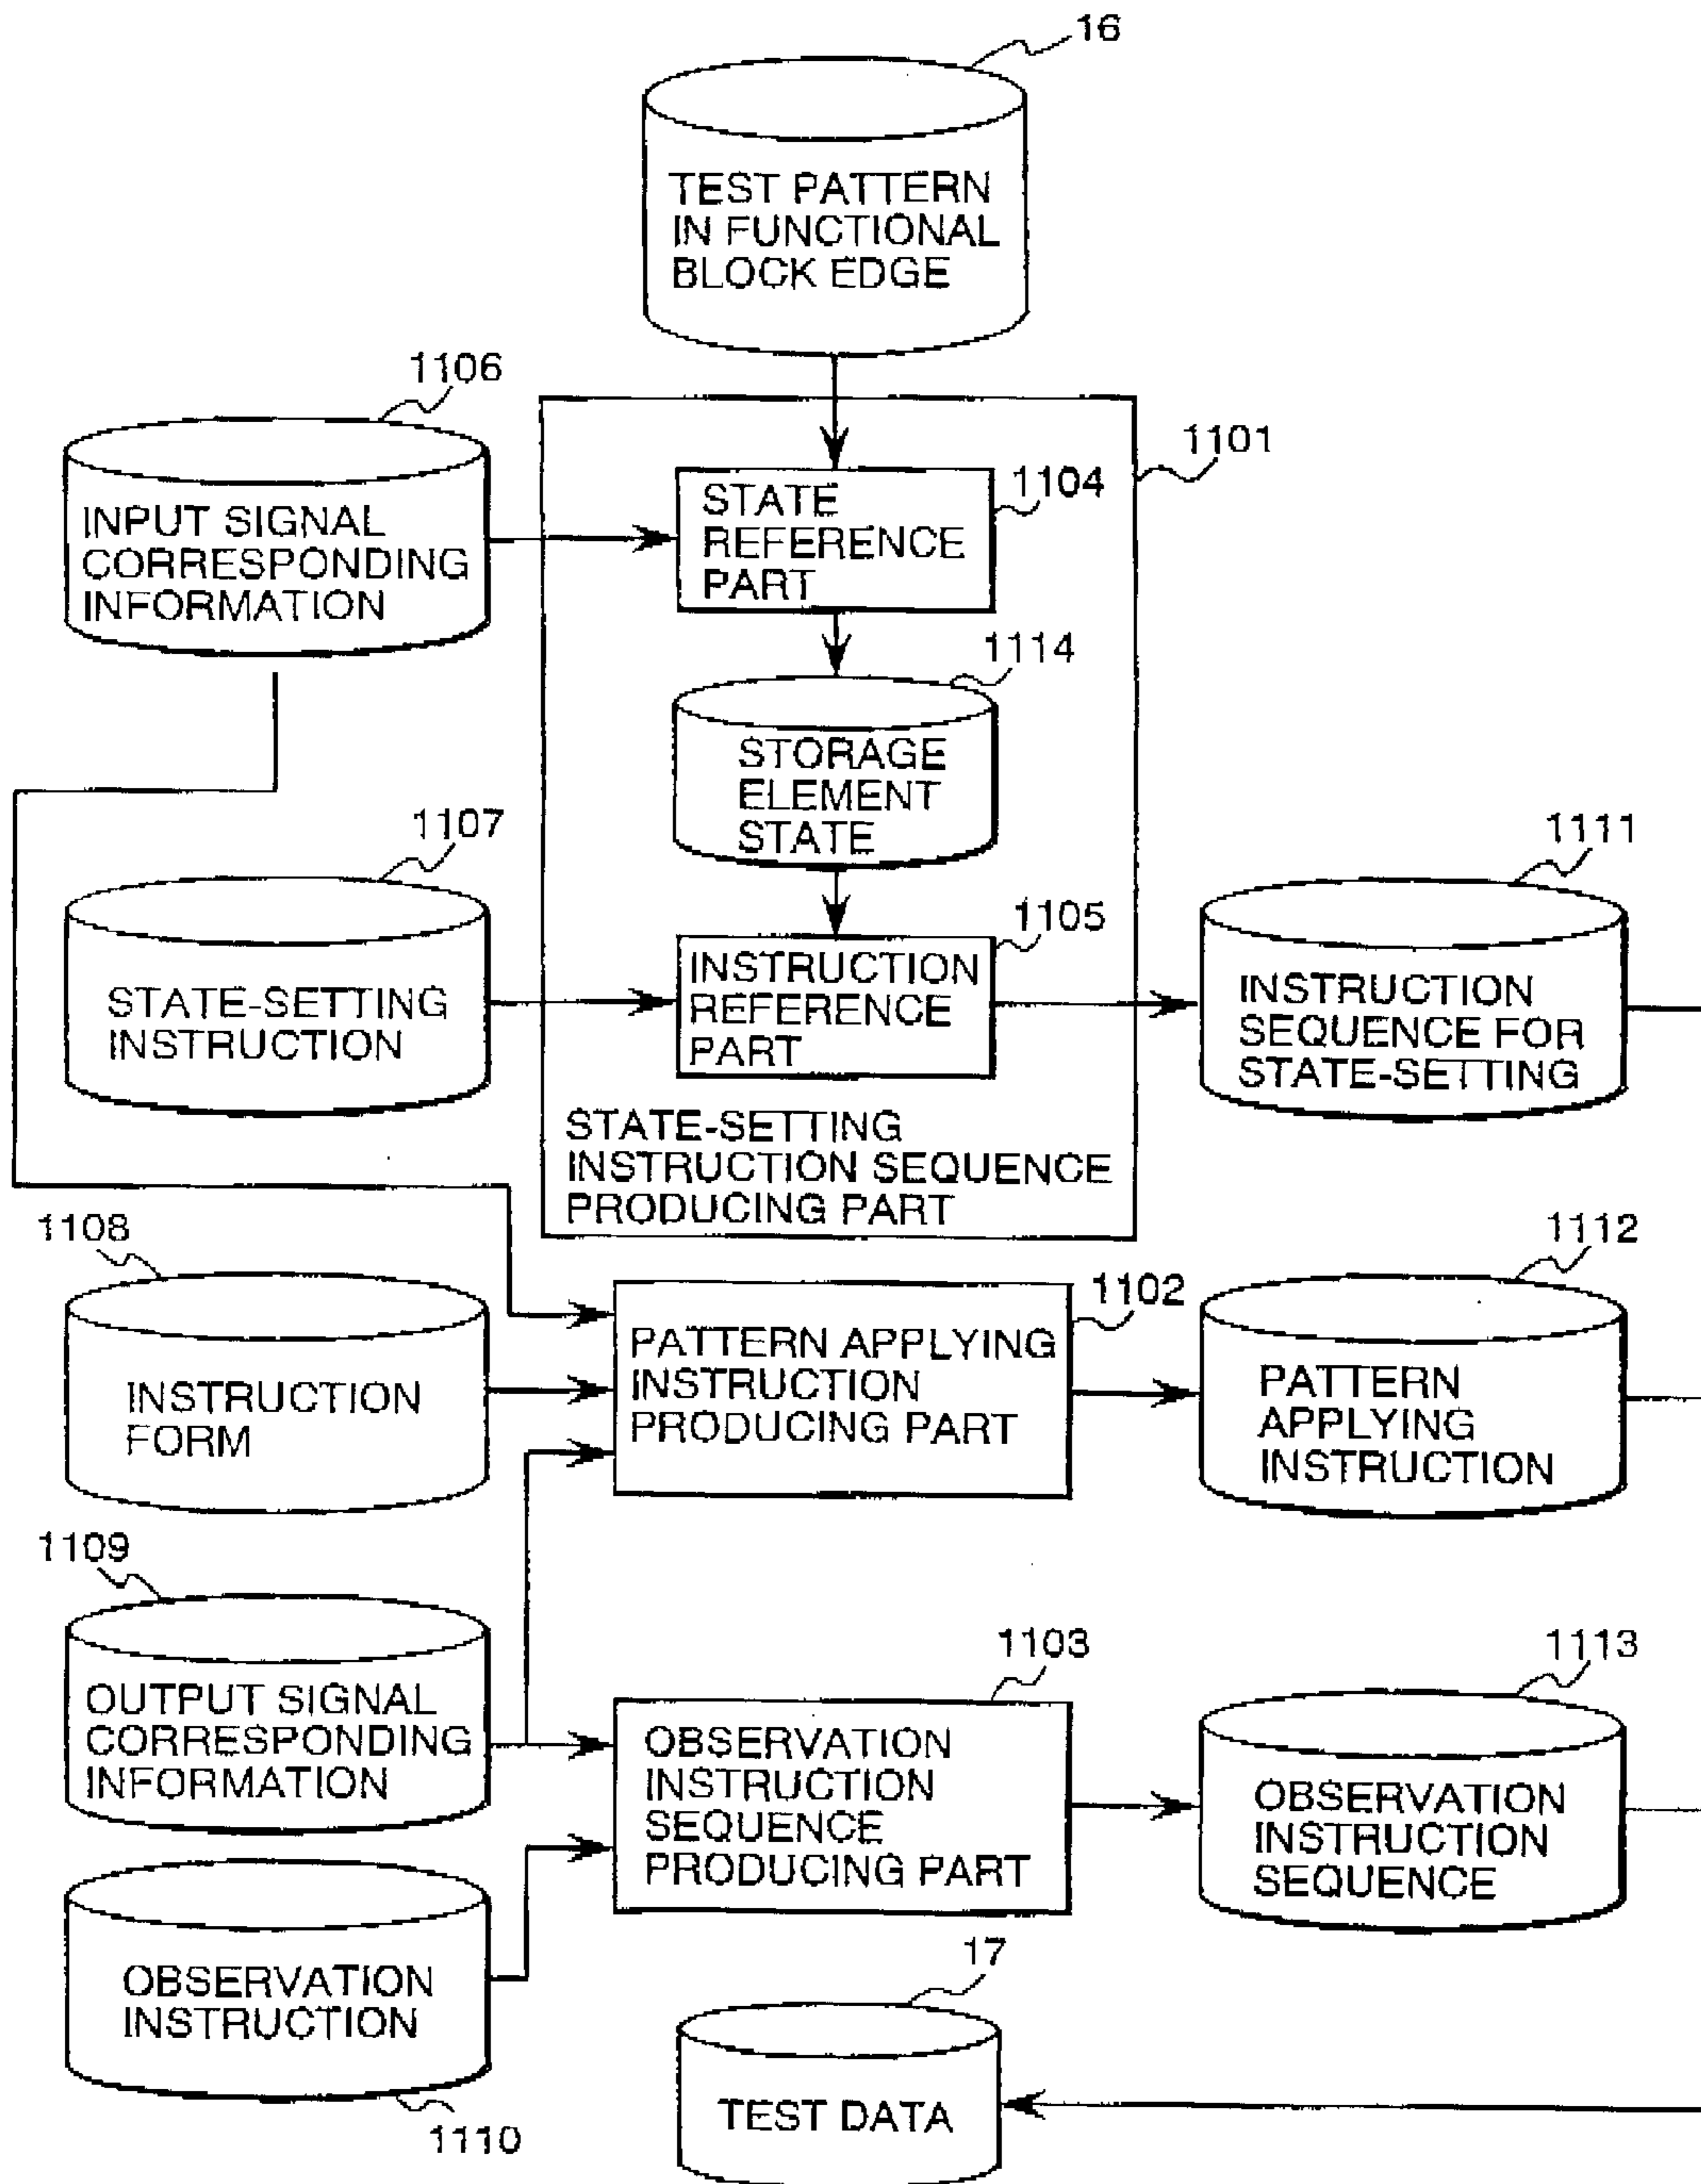 16
TEST PATTERN
IN FUNCTIONAL
BLOCK EDGE
1106
INPUT SIGNAL
CORRESPONDING
INFORMATION
1101
1104
STATE
REFERENCE
PART
1114
STORAGE
ELEMENT
STATE
1107
STATE-SETTING
INSTRUCTION
1105
INSTRUCTION
REFERENCE
PART
STATE-SETTING
INSTRUCTION SEQUENCE
PRODUCING PART
1111
INSTRUCTION
SEQUENCE FOR
STATE-SETTING
1108
INSTRUCTION
FORM
1102
PATTERN APPLYING
INSTRUCTION
PRODUCING PART
1112
PATTERN
APPLYING
INSTRUCTION
1109
OUTPUT SIGNAL
CORRESPONDING
INFORMATION
1103
OBSERVATION
INSTRUCTION
SEQUENCE
PRODUCING PART
1113
OBSERVATION
INSTRUCTION
SEQUENCE
OBSERVATION
INSTRUCTION
1110
17
TEST DATA